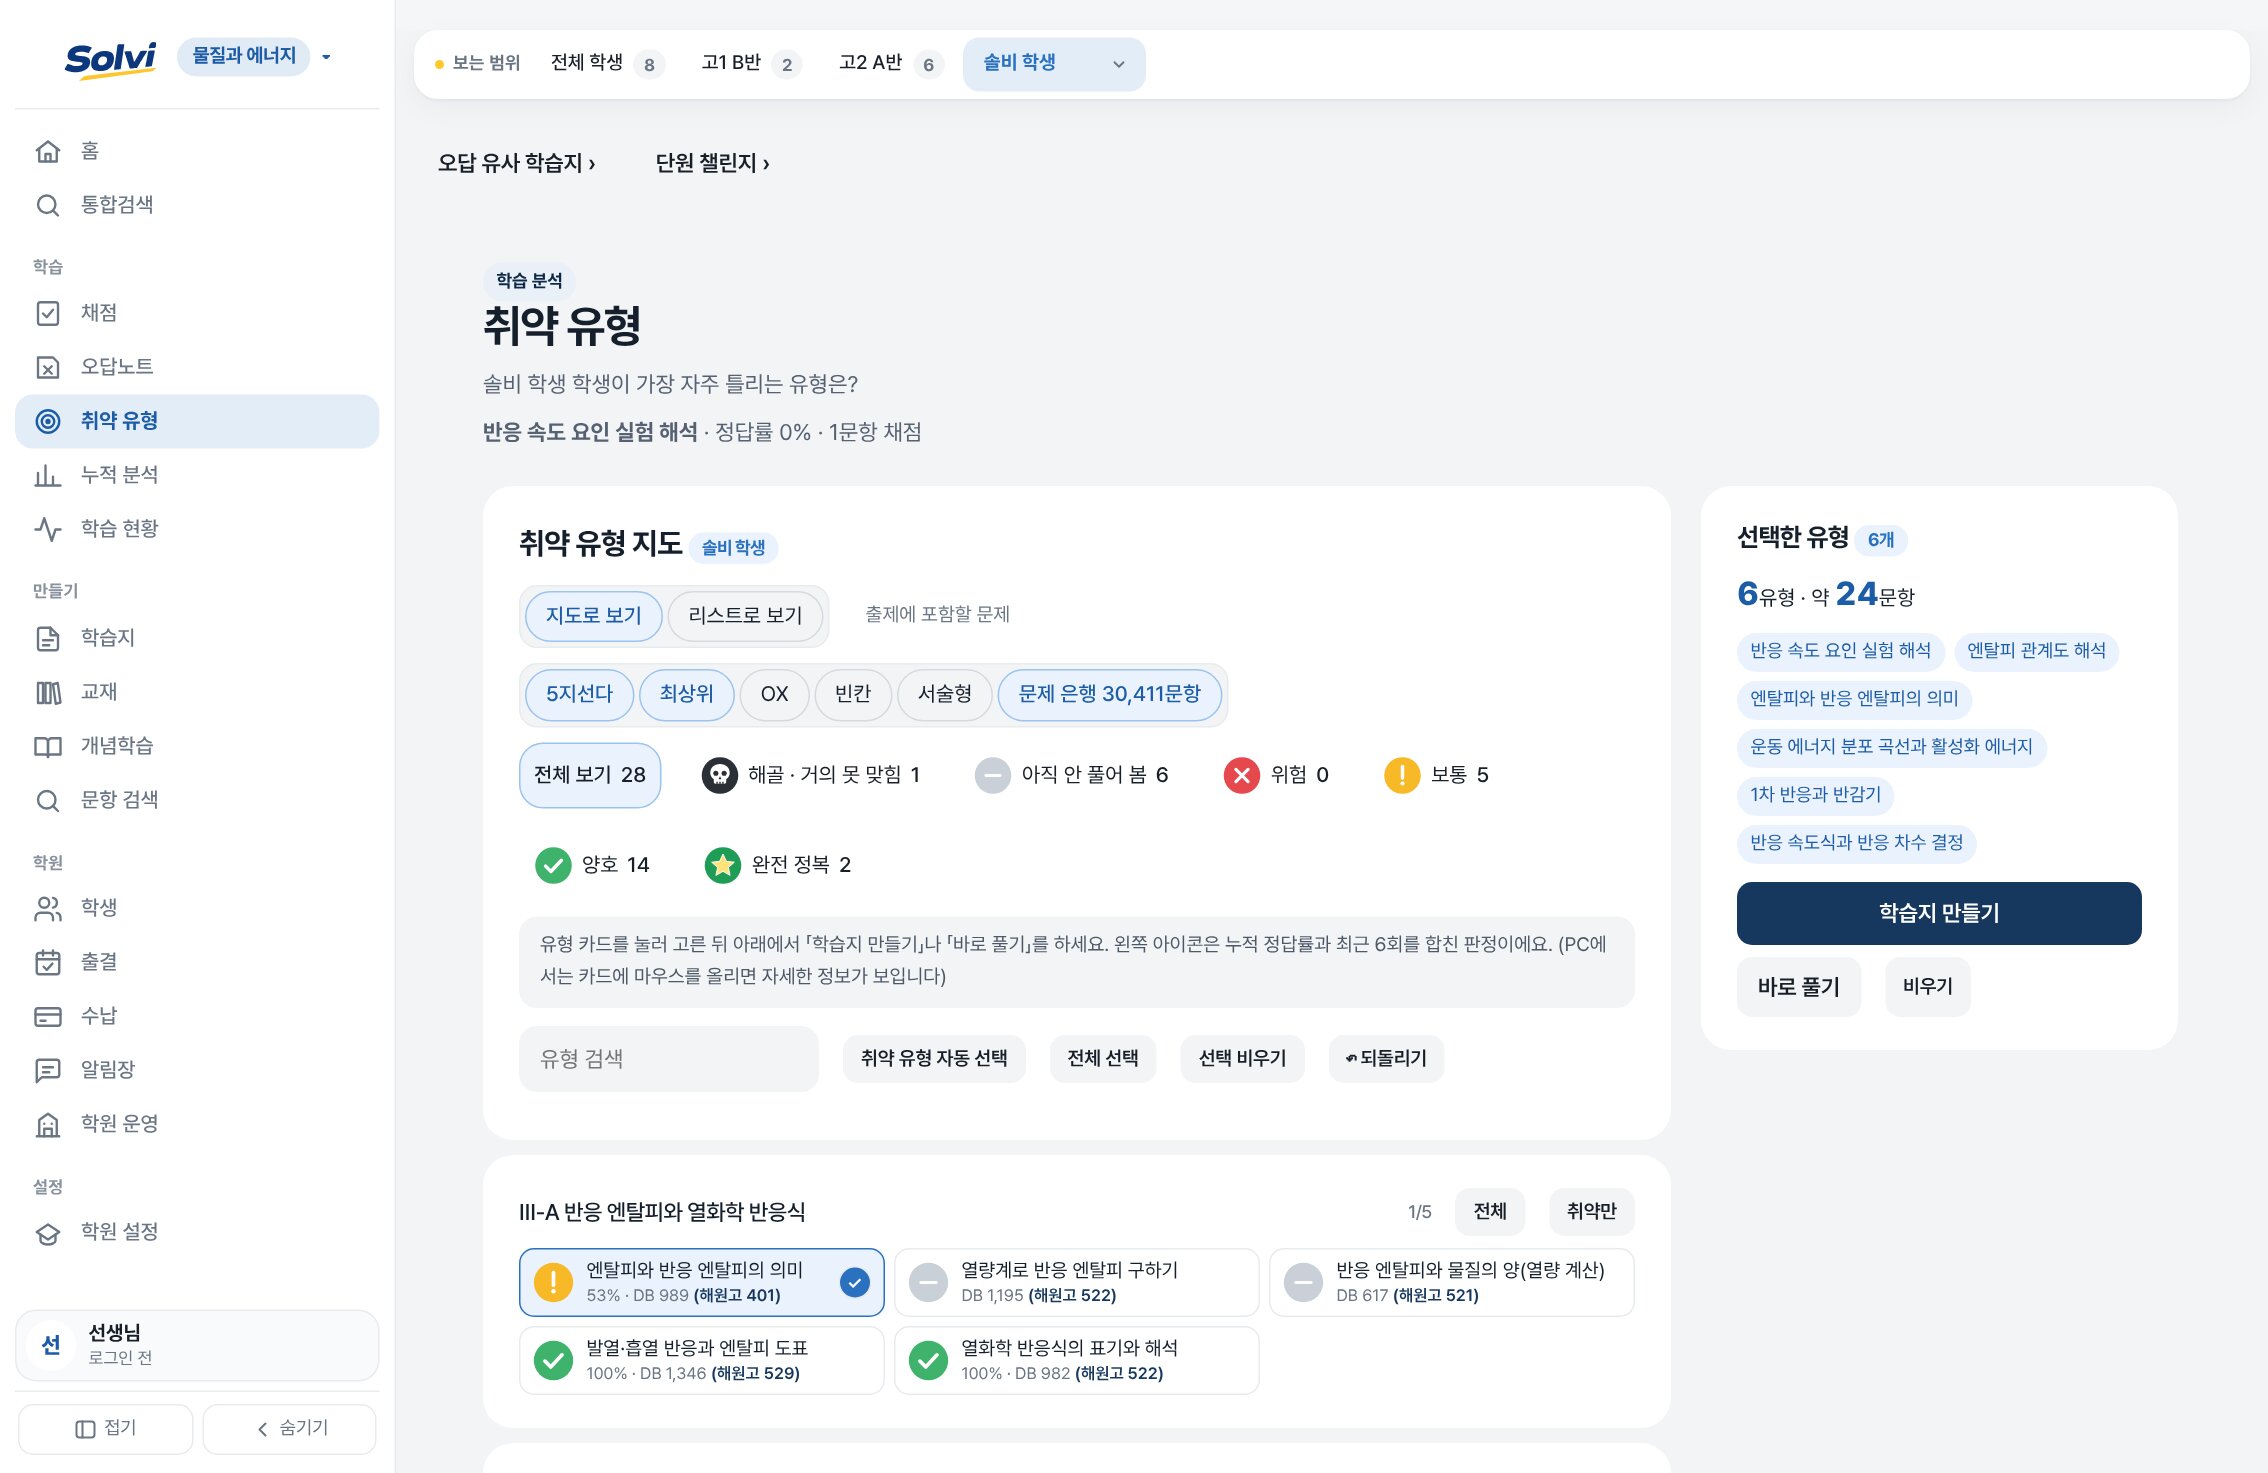 Solvi 물질과 에너지
홈
통합검색
학습
채점
오답노트
취약 유형
누적 분석
학습 현황
만들기
학습지
교재
개념학습
문항 검색
학원
학생
출결
수납
알림장
학원 운영
설정
학원 설정
선 선생님
로그인 전
접기 숨기기
보는 범위 전체 학생 8 고1 B반 2 고2 A반 6 솔비 학생
오답 유사 학습지 › 단원 챌린지 ›
학습 분석
취약 유형
솔비 학생 학생이 가장 자주 틀리는 유형은?
반응 속도 요인 실험 해석 · 정답률 0% · 1문항 채점
취약 유형 지도 솔비 학생
지도로 보기 리스트로 보기 출제에 포함할 문제
5지선다 최상위 OX 빈칸 서술형 문제 은행 30,411문항
전체 보기 28 해골 · 거의 못 맞힘 1 아직 안 풀어 봄 6 위험 0 보통 5
양호 14 완전 정복 2
유형 카드를 눌러 고른 뒤 아래에서 「학습지 만들기」나 「바로 풀기」를 하세요. 왼쪽 아이콘은 누적 정답률과 최근 6회를 합친 판정이에요. (PC에
서는 카드에 마우스를 올리면 자세한 정보가 보입니다)
유형 검색 취약 유형 자동 선택 전체 선택 선택 비우기 ↶ 되돌리기
III-A 반응 엔탈피와 열화학 반응식 1/5 전체 취약만
엔탈피와 반응 엔탈피의 의미
53% · DB 989 (해원고 401)
열량계로 반응 엔탈피 구하기
DB 1,195 (해원고 522)
반응 엔탈피와 물질의 양(열량 계산)
DB 617 (해원고 521)
발열·흡열 반응과 엔탈피 도표
100% · DB 1,346 (해원고 529)
열화학 반응식의 표기와 해석
100% · DB 982 (해원고 522)
선택한 유형 6개
6유형 · 약 24문항
반응 속도 요인 실험 해석 엔탈피 관계도 해석
엔탈피와 반응 엔탈피의 의미
운동 에너지 분포 곡선과 활성화 에너지
1차 반응과 반감기
반응 속도식과 반응 차수 결정
학습지 만들기
바로 풀기 비우기